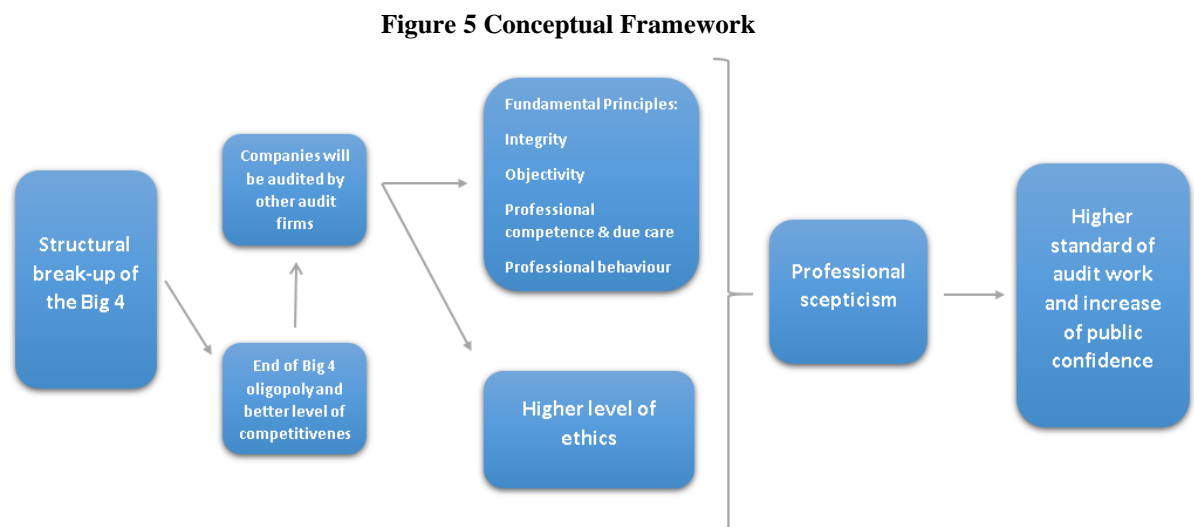 Figure 5 Conceptual Framework
Structural
break-up of
the Big 4
End of Big 4
oligopoly and
better level of
competitivenes
Companies will
be audited by
other audit
firms
Fundamental Principles:
Integrity
Objectivity
Professional
competence & due care
Professional behaviour
Higher level of
ethics
Professional
scepticism
Higher
standard of
audit work
and increase
of public
confidence